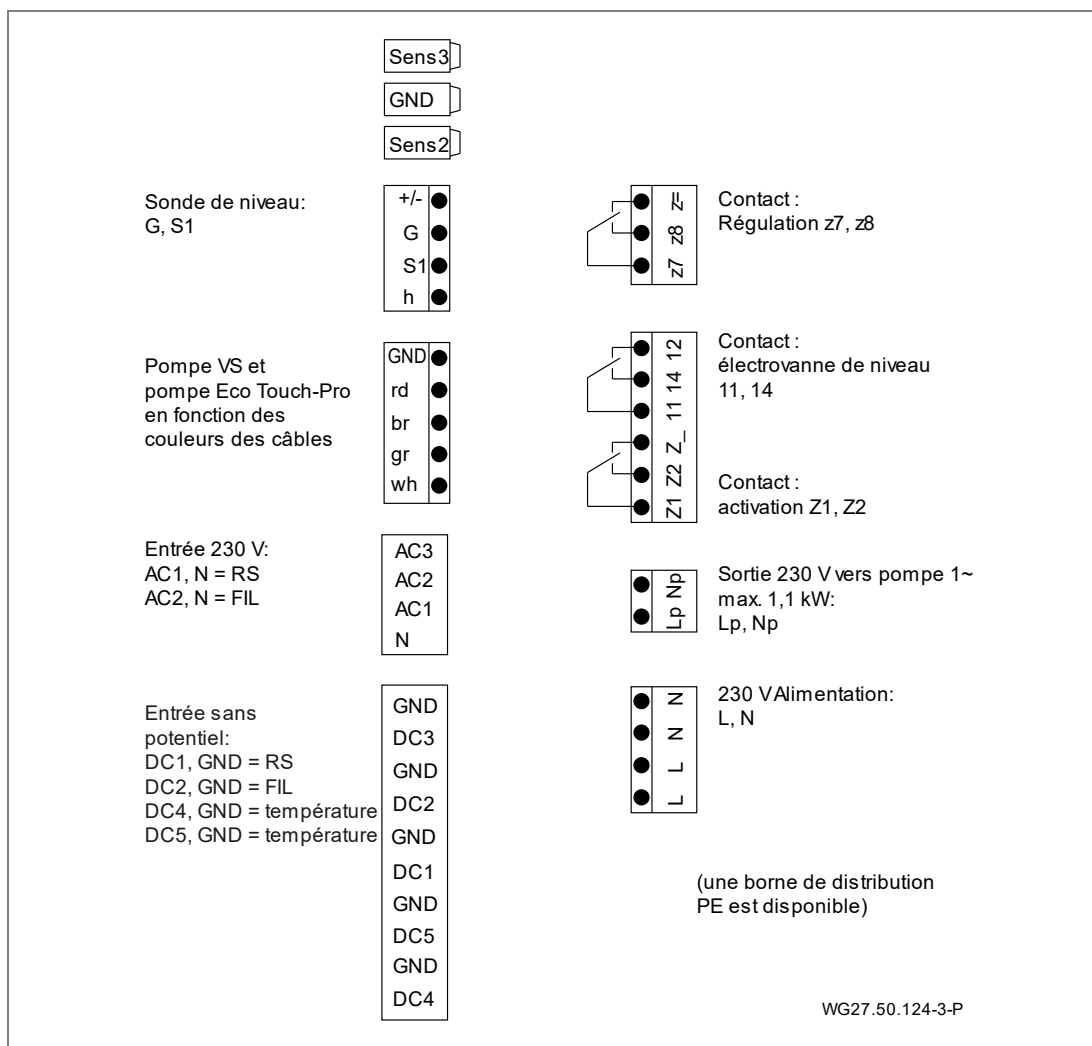 Sens3
GND
Sens2
Sonde de niveau:
G, S1
+/-
G
S1
h
Pompe VS et
pompe Eco Touch-Pro
en fonction des
couleurs des câbles
GND
rd
br
gr
wh
Entrée 230 V:
AC1, N = RS
AC2, N = FIL
AC3
AC2
AC1
N
Entrée sans
potentiel:
DC1, GND = RS
DC2, GND = FIL
DC4, GND = température
DC5, GND = température
GND
DC3
GND
DC2
GND
DC1
GND
DC5
GND
DC4
z7 z8 z=
Contact :
Régulation z7, z8
Z1 Z2 Z_ 11 14 12
Contact :
électrovanne de niveau
11, 14
Contact :
activation Z1, Z2
Lp Np
Sortie 230 V vers pompe 1~
max. 1,1 kW:
Lp, Np
L L N N
230 V Alimentation:
L, N
(une borne de distribution
PE est disponible)
WG27.50.124-3-P